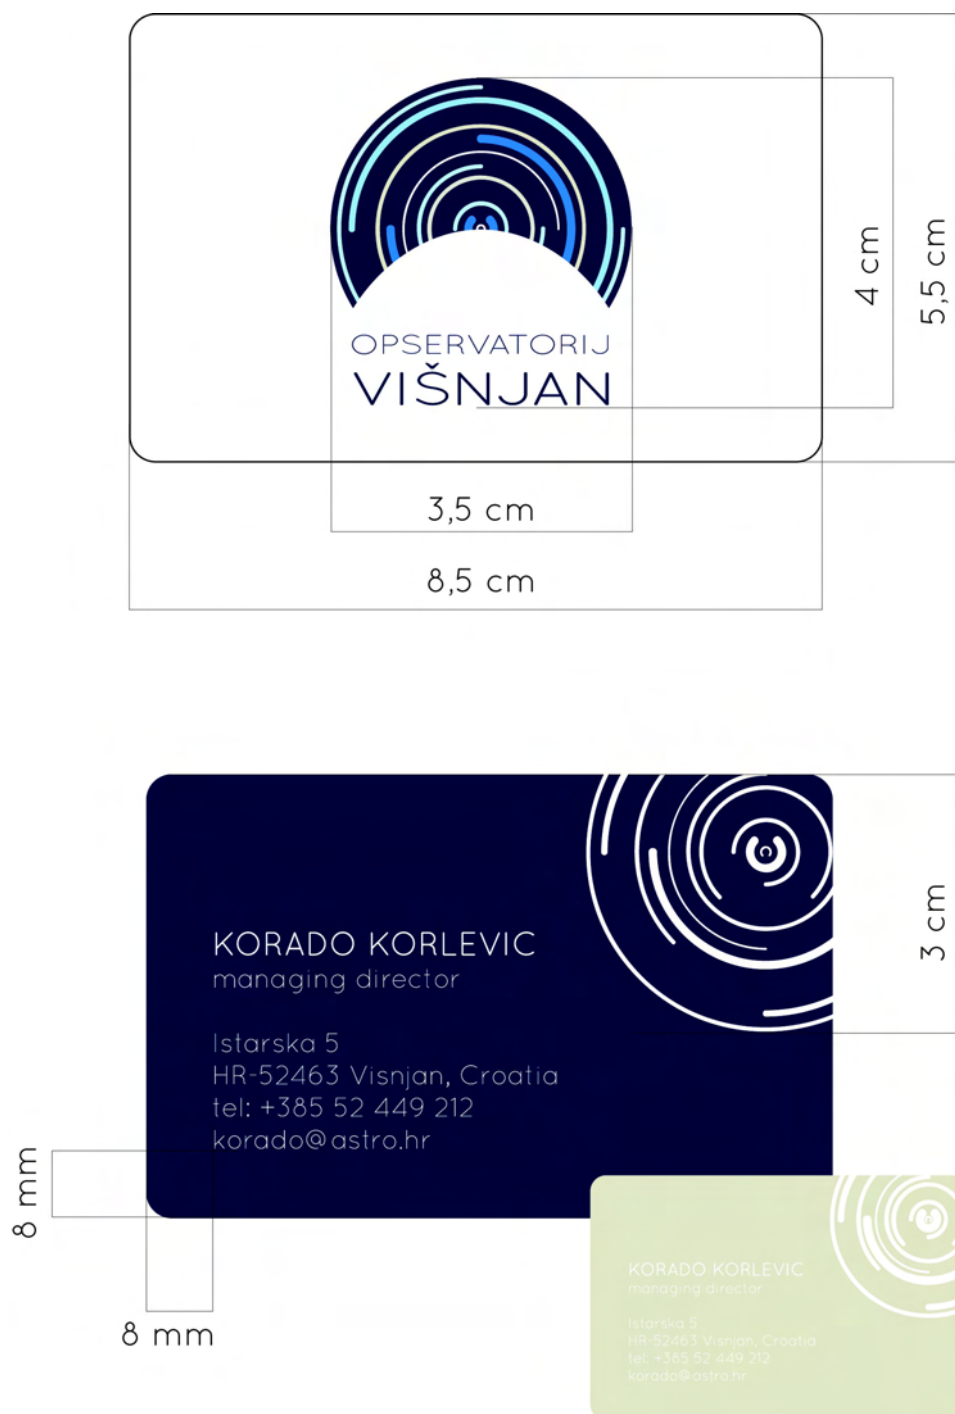 OPSERVATORIJ
VIŠNJAN
4 cm
5,5 cm
3,5 cm
8,5 cm
KORADO KORLEVIC
managing director
Istarska 5
HR-52463 Visnjan, Croatia
tel: +385 52 449 212
korado@astro.hr
3 cm
8 mm
8 mm
KORADO KORLEVIC
managing director
Istarska 5
HR-52463 Visnjan, Croatia
tel: +385 52 449 212
korado@astro.hr